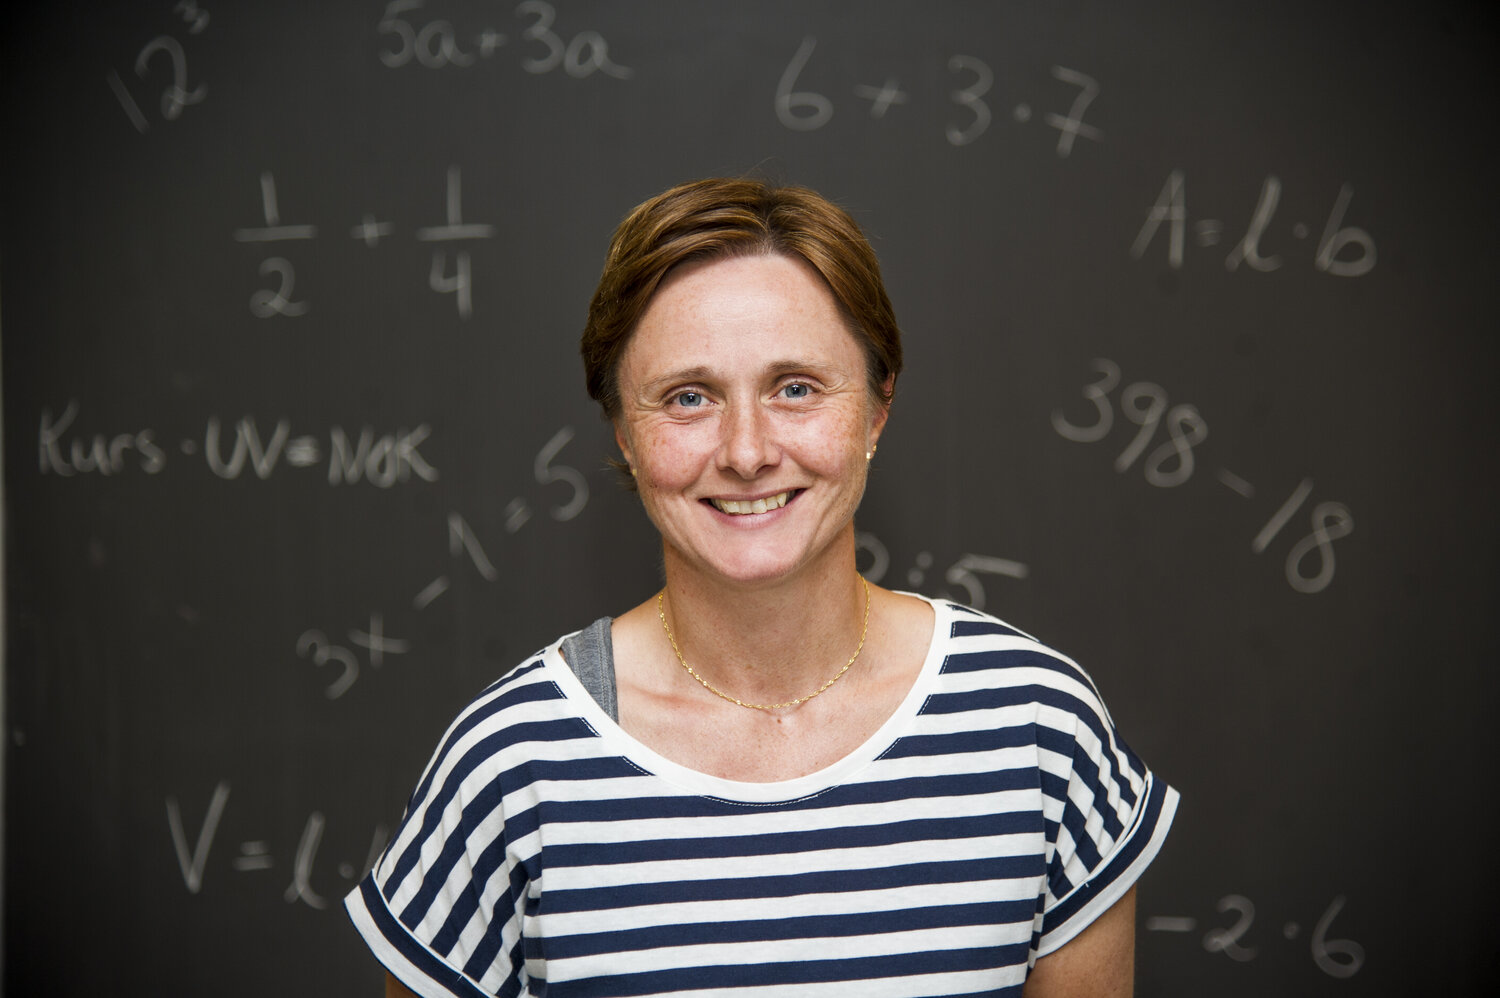 12³
5a+3a
6 + 3·7
1/2 + 1/4
A=l·b
Kurs · UV=NOK
398-18
3x - 1 = 5
:5
V = l·
-2·6